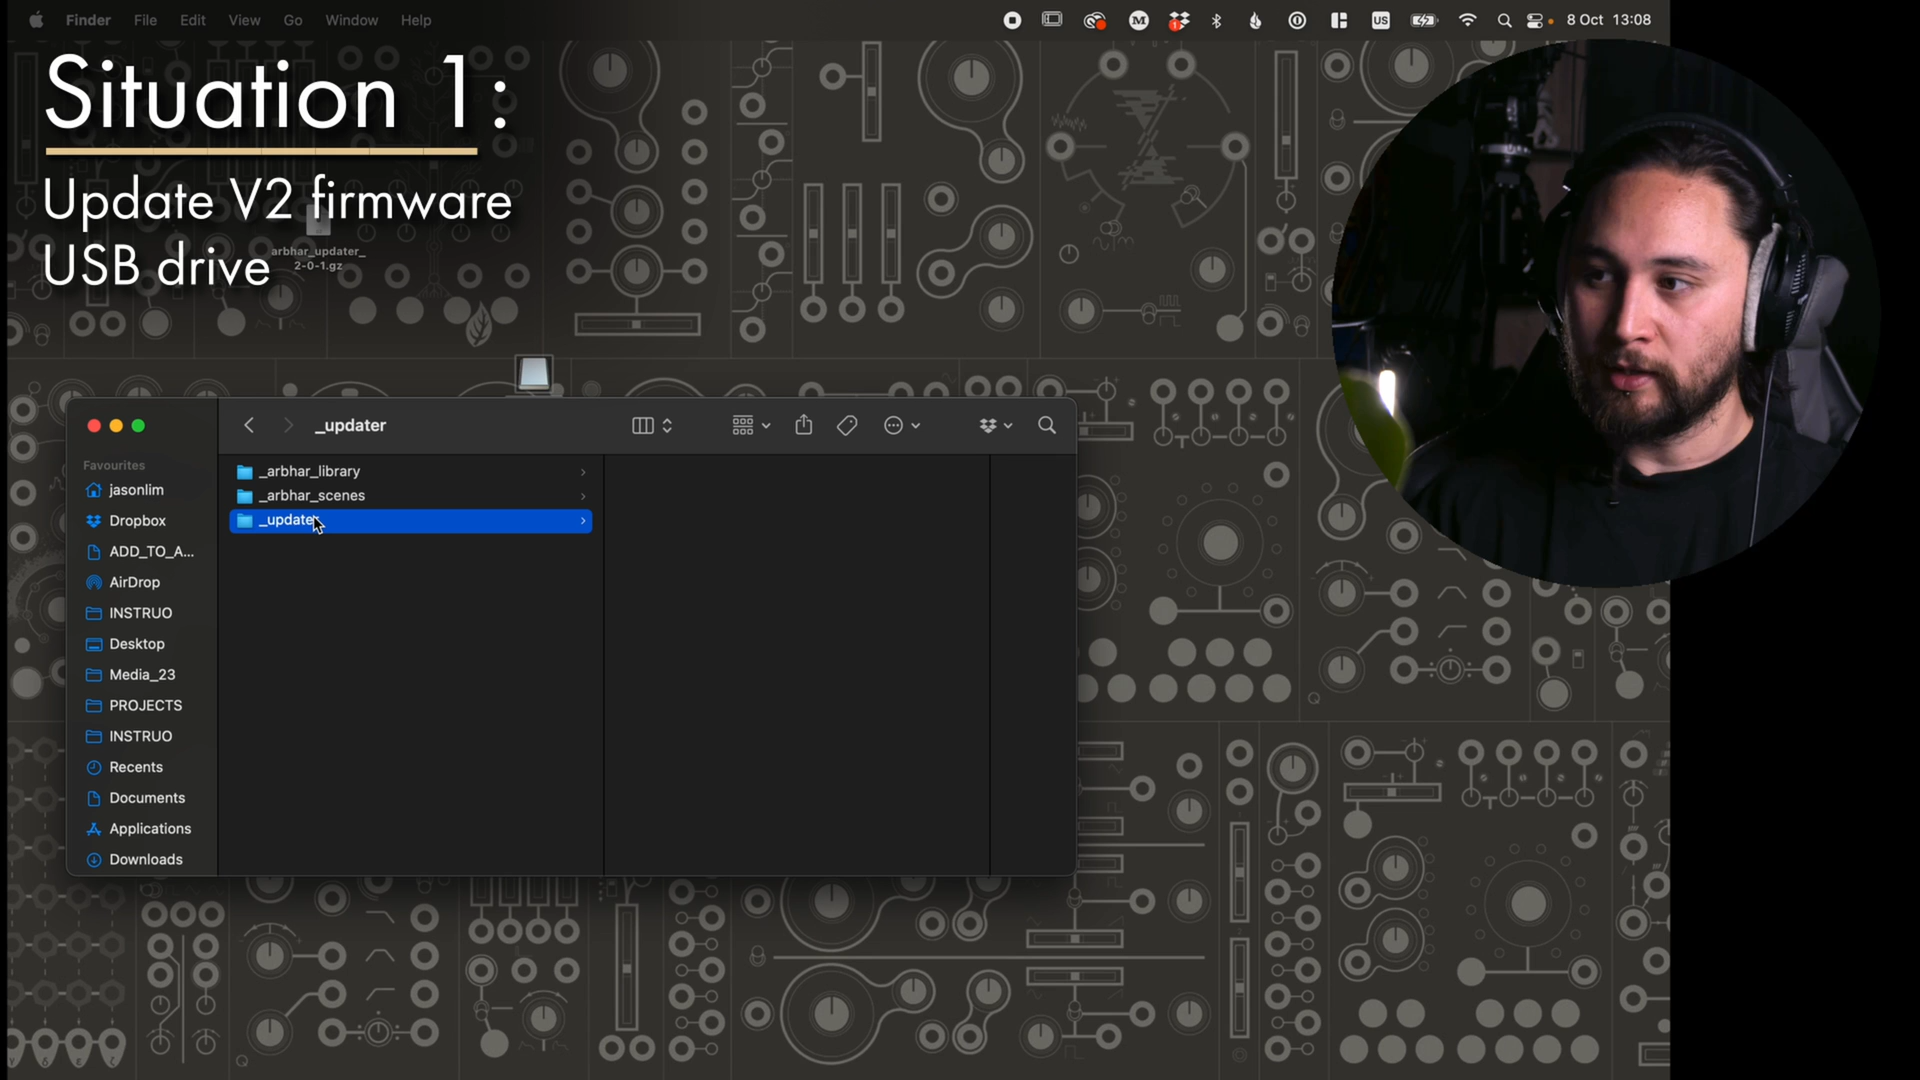 Finder File Edit View Go Window Help
M 1 US 8 Oct 13:08
Situation 1:
Update V2 firmware
USB drive
arbhar_updater_
2-0-1.gz
_updater
Favourites
jasonlim
Dropbox
ADD_TO_A...
AirDrop
INSTRUO
Desktop
Media_23
PROJECTS
INSTRUO
Recents
Documents
Applications
Downloads
_arbhar_library
_arbhar_scenes
_updater